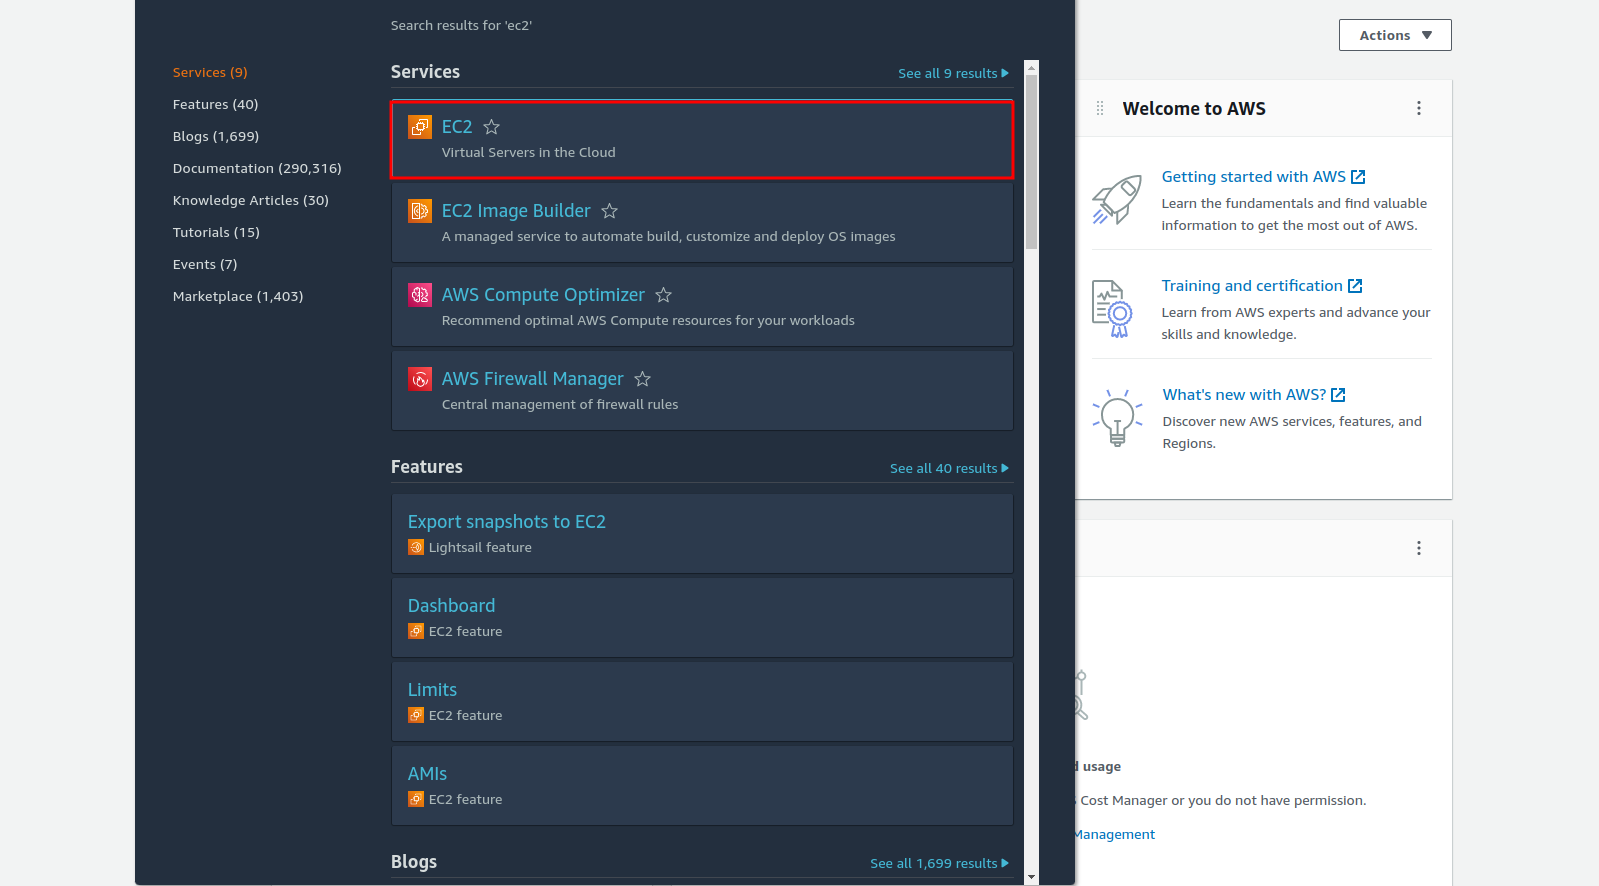 Search results for 'ec2'
Services (9)
Features (40)
Blogs (1,699)
Documentation (290,316)
Knowledge Articles (30)
Tutorials (15)
Events (7)
Marketplace (1,403)
Services
See all 9 results
EC2
Virtual Servers in the Cloud
EC2 Image Builder
A managed service to automate build, customize and deploy OS images
AWS Compute Optimizer
Recommend optimal AWS Compute resources for your workloads
AWS Firewall Manager
Central management of firewall rules
Features
See all 40 results
Export snapshots to EC2
Lightsail feature
Dashboard
EC2 feature
Limits
EC2 feature
AMIs
EC2 feature
Blogs
See all 1,699 results
Actions
Welcome to AWS
Getting started with AWS
Learn the fundamentals and find valuable
information to get the most out of AWS.
Training and certification
Learn from AWS experts and advance your
skills and knowledge.
What's new with AWS?
Discover new AWS services, features, and
Regions.
usage
Cost Manager or you do not have permission.
Management